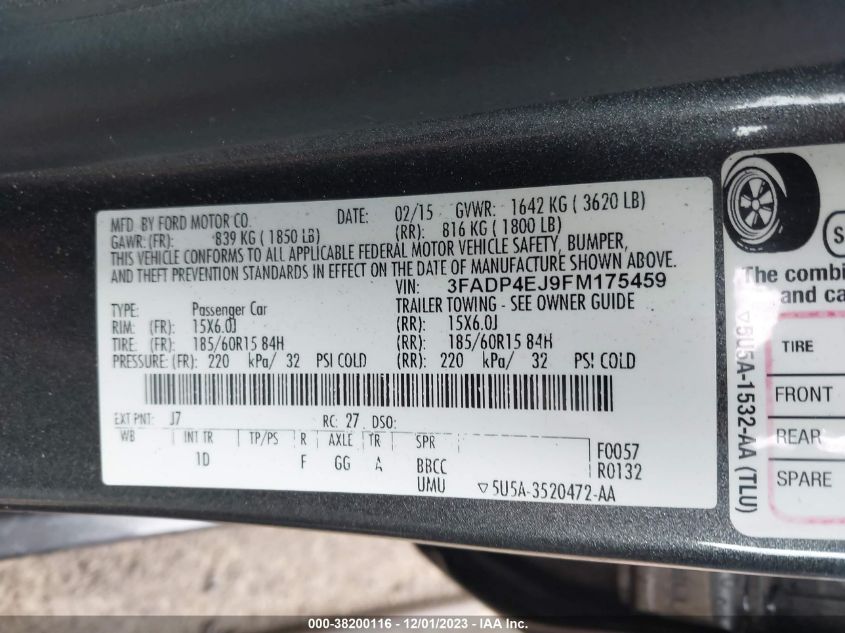 MFD. BY FORD MOTOR CO. DATE: 02/15 GVWR: 1642 KG ( 3620 LB)
GAWR: (FR): 839 KG ( 1850 LB) (RR): 816 KG ( 1800 LB)
THIS VEHICLE CONFORMS TO ALL APPLICABLE FEDERAL MOTOR VEHICLE SAFETY, BUMPER,
AND THEFT PREVENTION STANDARDS IN EFFECT ON THE DATE OF MANUFACTURE SHOWN ABOVE.
VIN: 3FADP4EJ9FM175459
TYPE: Passenger Car TRAILER TOWING - SEE OWNER GUIDE
RIM: (FR): 15X6.0J (RR): 15X6.0J
TIRE: (FR): 185/60R15 84H (RR): 185/60R15 84H
PRESSURE: (FR): 220 kPa/ 32 PSI COLD (RR): 220 kPa/ 32 PSI COLD
EXT PNT: J7 RC: 27 DSO:
WB INT TR TP/PS R AXLE TR SPR F0057
1D F GG A BBCC R0132
UMU ▽5U5A-3520472-AA
The combin
and ca
▽5U5A-1532-AA (TLU)
TIRE
FRONT
REAR
SPARE
000-38200116 - 12/01/2023 - IAA Inc.